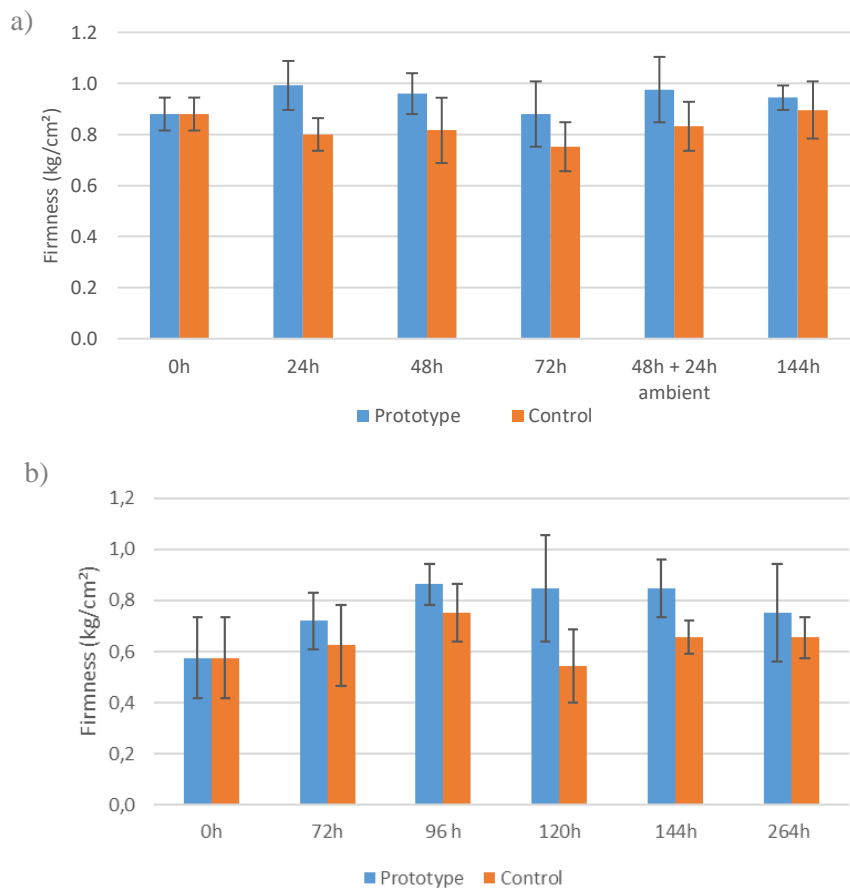 a)
1.2
1.0
0.8
0.6
0.4
0.2
0.0
Firmness (kg/cm²)
0h 24h 48h 72h 48h + 24h 144h
ambient
Prototype Control
b)
1,2
1,0
0,8
0,6
0,4
0,2
0,0
Firmness (kg/cm²)
0h 72h 96 h 120h 144h 264h
Prototype Control